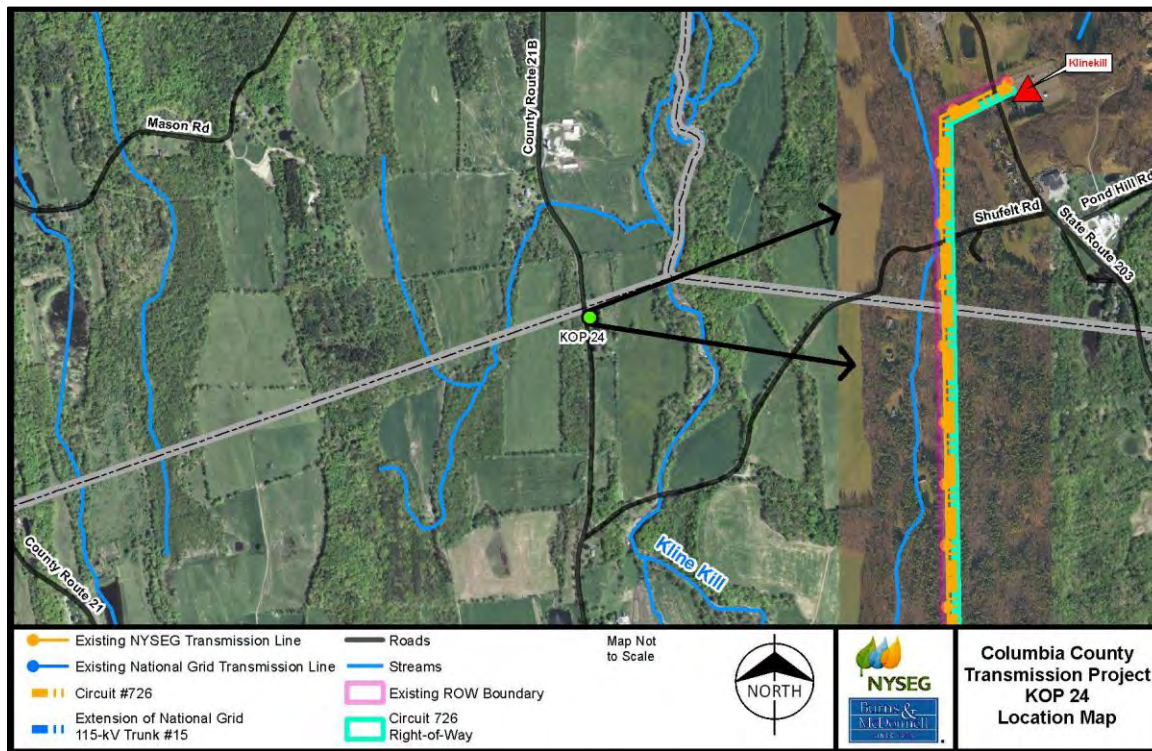 Mason Rd
County Route 21B
Klinekill
Shufelt Rd
Pond Hill Rd
State Route 203
KOP 24
Kline Kill
County Route 21
Existing NYSEG Transmission Line
Existing National Grid Transmission Line
Circuit #726
Extension of National Grid
115-kV Trunk #15
Roads
Streams
Existing ROW Boundary
Circuit 726
Right-of-Way
Map Not
to Scale
NORTH
NYSEG
Burns &
McDonnell
Columbia County
Transmission Project
KOP 24
Location Map